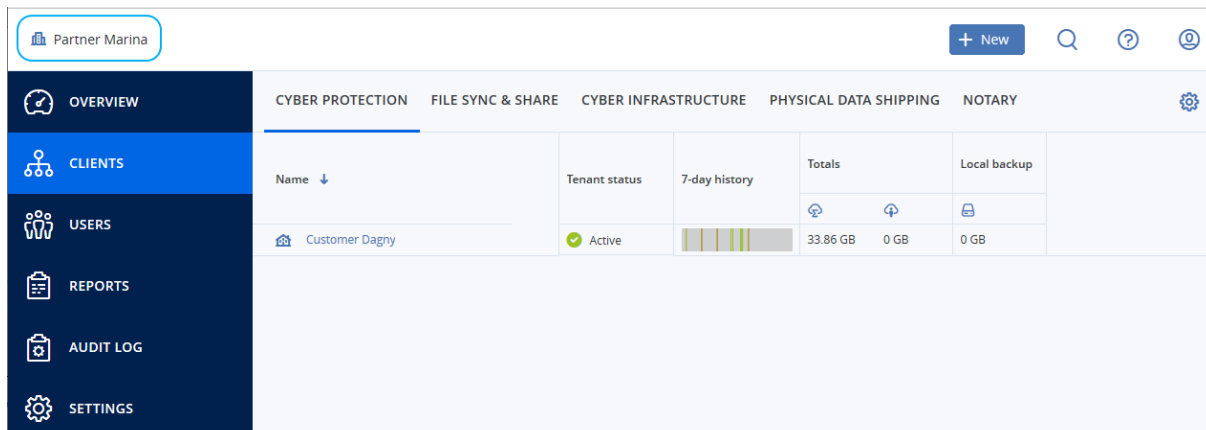 Partner Marina
+ New
OVERVIEW
CLIENTS
USERS
REPORTS
AUDIT LOG
SETTINGS
CYBER PROTECTION FILE SYNC & SHARE CYBER INFRASTRUCTURE PHYSICAL DATA SHIPPING NOTARY
Name Tenant status 7-day history Totals Local backup
Customer Dagny Active 33.86 GB 0 GB 0 GB